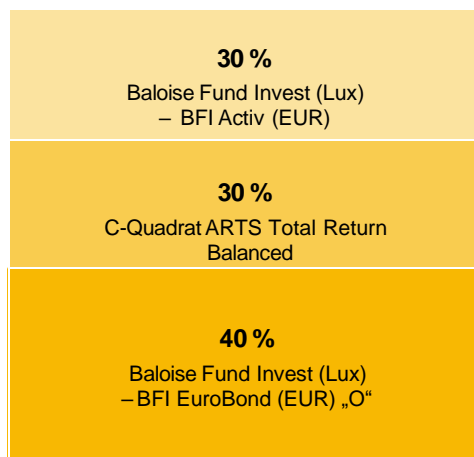 30 %
Baloise Fund Invest (Lux)
– BFI Activ (EUR)
30 %
C-Quadrat ARTS Total Return
Balanced
40 %
Baloise Fund Invest (Lux)
– BFI EuroBond (EUR) „O“